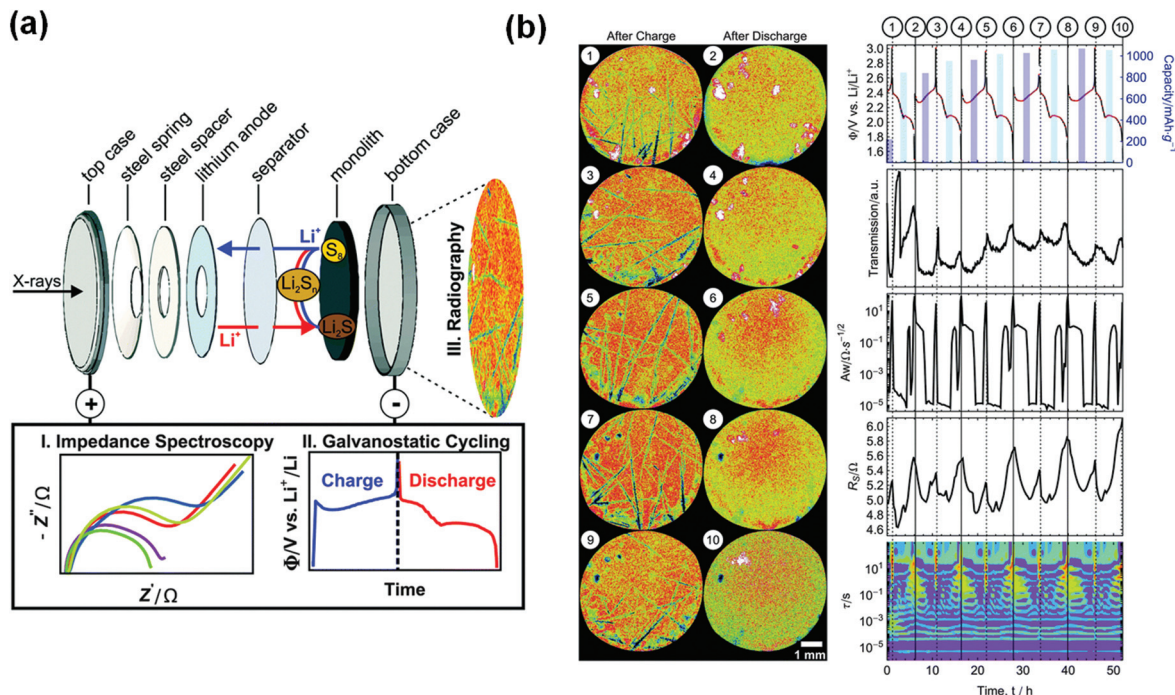 (a)
top case
steel spring
steel spacer
lithium anode
separator
monolith
bottom case
X-rays
Li⁺
S₈
Li₂Sₙ
Li₂S
Li⁺
III. Radiography
+
-
I. Impedance Spectroscopy
- Z''/Ω
Z'/Ω
II. Galvanostatic Cycling
Φ/V vs. Li⁺/Li
Charge
Discharge
Time
(b)
After Charge
After Discharge
1
2
3
4
5
6
7
8
9
10
1 mm
1 2 3 4 5 6 7 8 9 10
Φ/V vs. Li/Li⁺
3.0
2.8
2.6
2.4
2.2
2.0
1.8
1.6
1000
800
600
400
200
0
Capacity/mAh·g⁻¹
Transmission/a.u.
Aw/Ω·s⁻¹/²
10¹
10⁻¹
10⁻³
10⁻⁵
Rₛ/Ω
6.0
5.8
5.6
5.4
5.2
5.0
4.8
4.6
τ/s
10¹
10⁻¹
10⁻³
10⁻⁵
0 10 20 30 40 50
Time, t / h